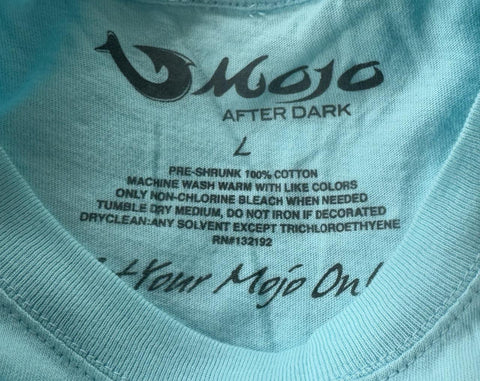 MOJO
AFTER DARK
L
PRE-SHRUNK 100% COTTON
MACHINE WASH WARM WITH LIKE COLORS
ONLY NON-CHLORINE BLEACH WHEN NEEDED
TUMBLE DRY MEDIUM, DO NOT IRON IF DECORATED
DRYCLEAN:ANY SOLVENT EXCEPT TRICHLOROETHYENE
RN#132192
Your Mojo On!